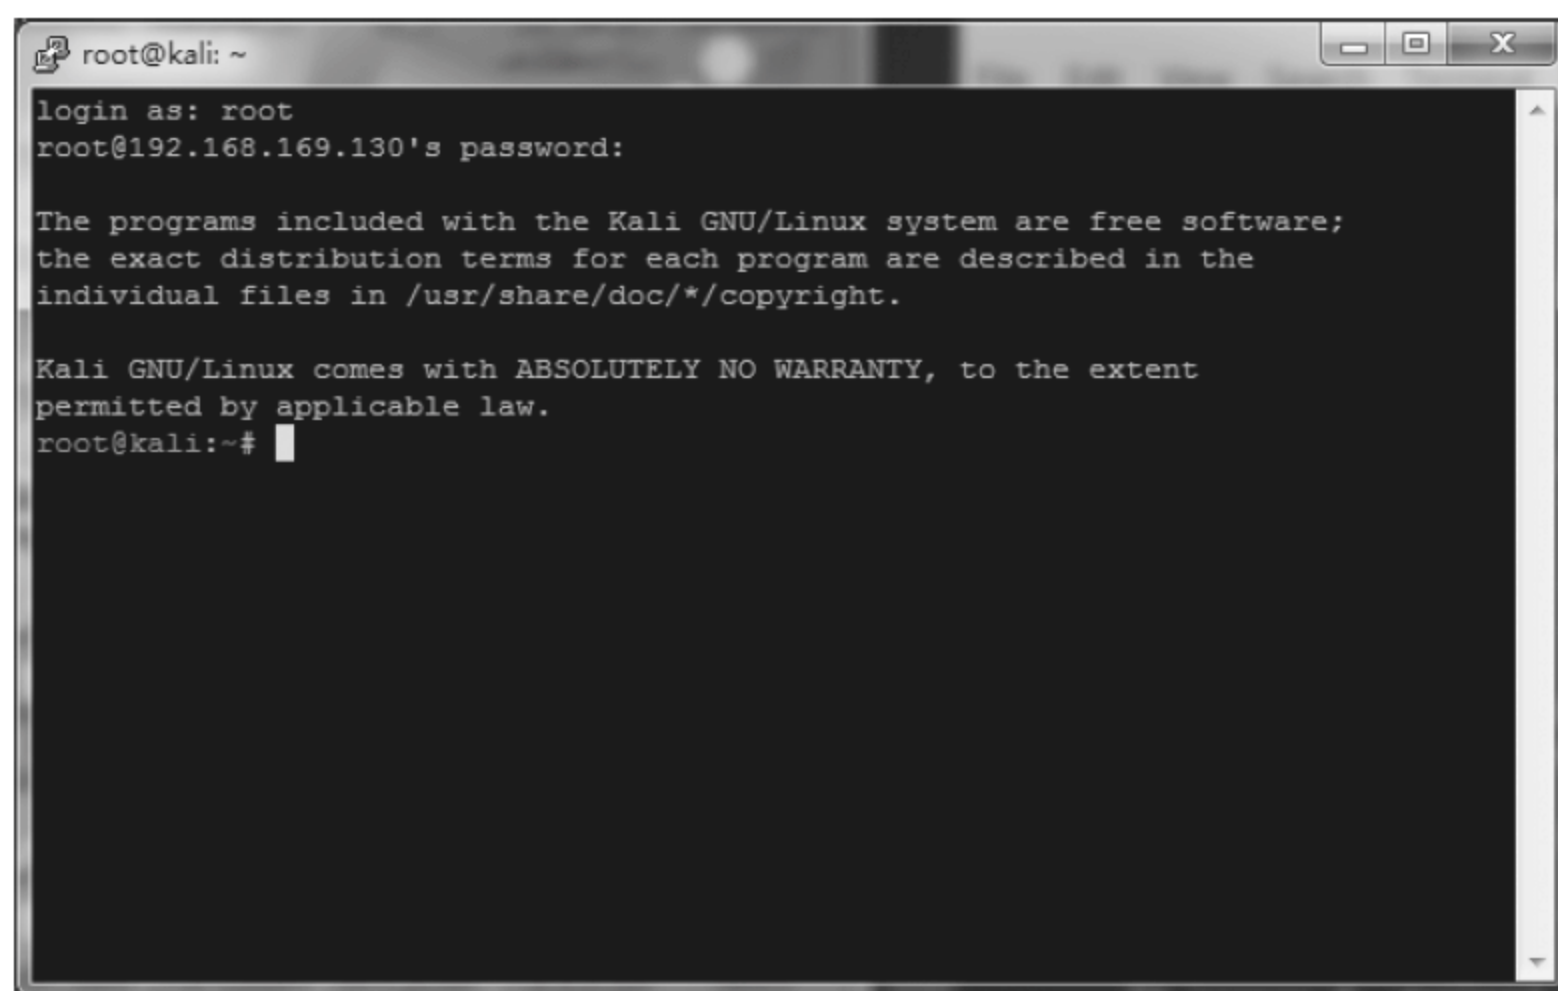 root@kali: ~
login as: root
root@192.168.169.130's password:
The programs included with the Kali GNU/Linux system are free software;
the exact distribution terms for each program are described in the
individual files in /usr/share/doc/*/copyright.
Kali GNU/Linux comes with ABSOLUTELY NO WARRANTY, to the extent
permitted by applicable law.
root@kali:~#